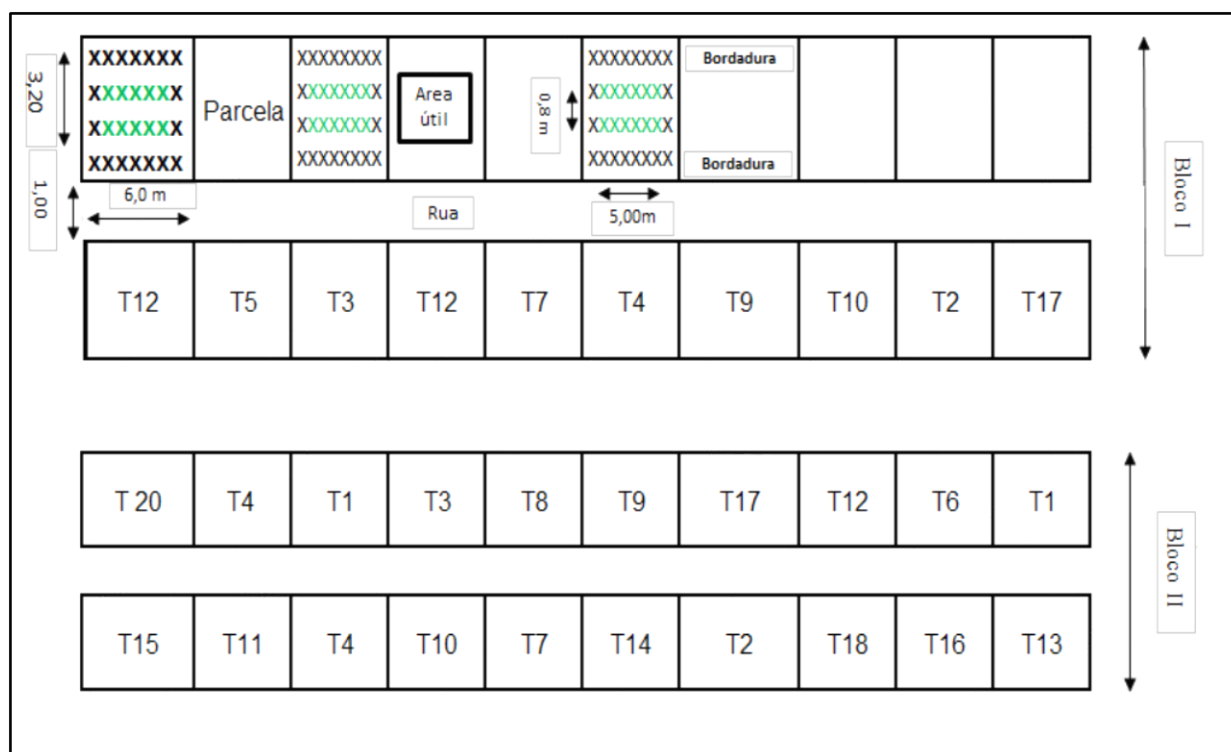 3,20
XXXXXXX
XXXXXXX
XXXXXXX
XXXXXXX
Parcela
XXXXXXXX
XXXXXXXX
XXXXXXXX
XXXXXXXX
Area
útil
0,8 m
XXXXXXXX
XXXXXXXX
XXXXXXXX
XXXXXXXX
Bordadura
Bordadura
Bloco I
1,00
6,0 m
Rua
5,00m
T12 T5 T3 T12 T7 T4 T9 T10 T2 T17
T 20 T4 T1 T3 T8 T9 T17 T12 T6 T1
Bloco II
T15 T11 T4 T10 T7 T14 T2 T18 T16 T13